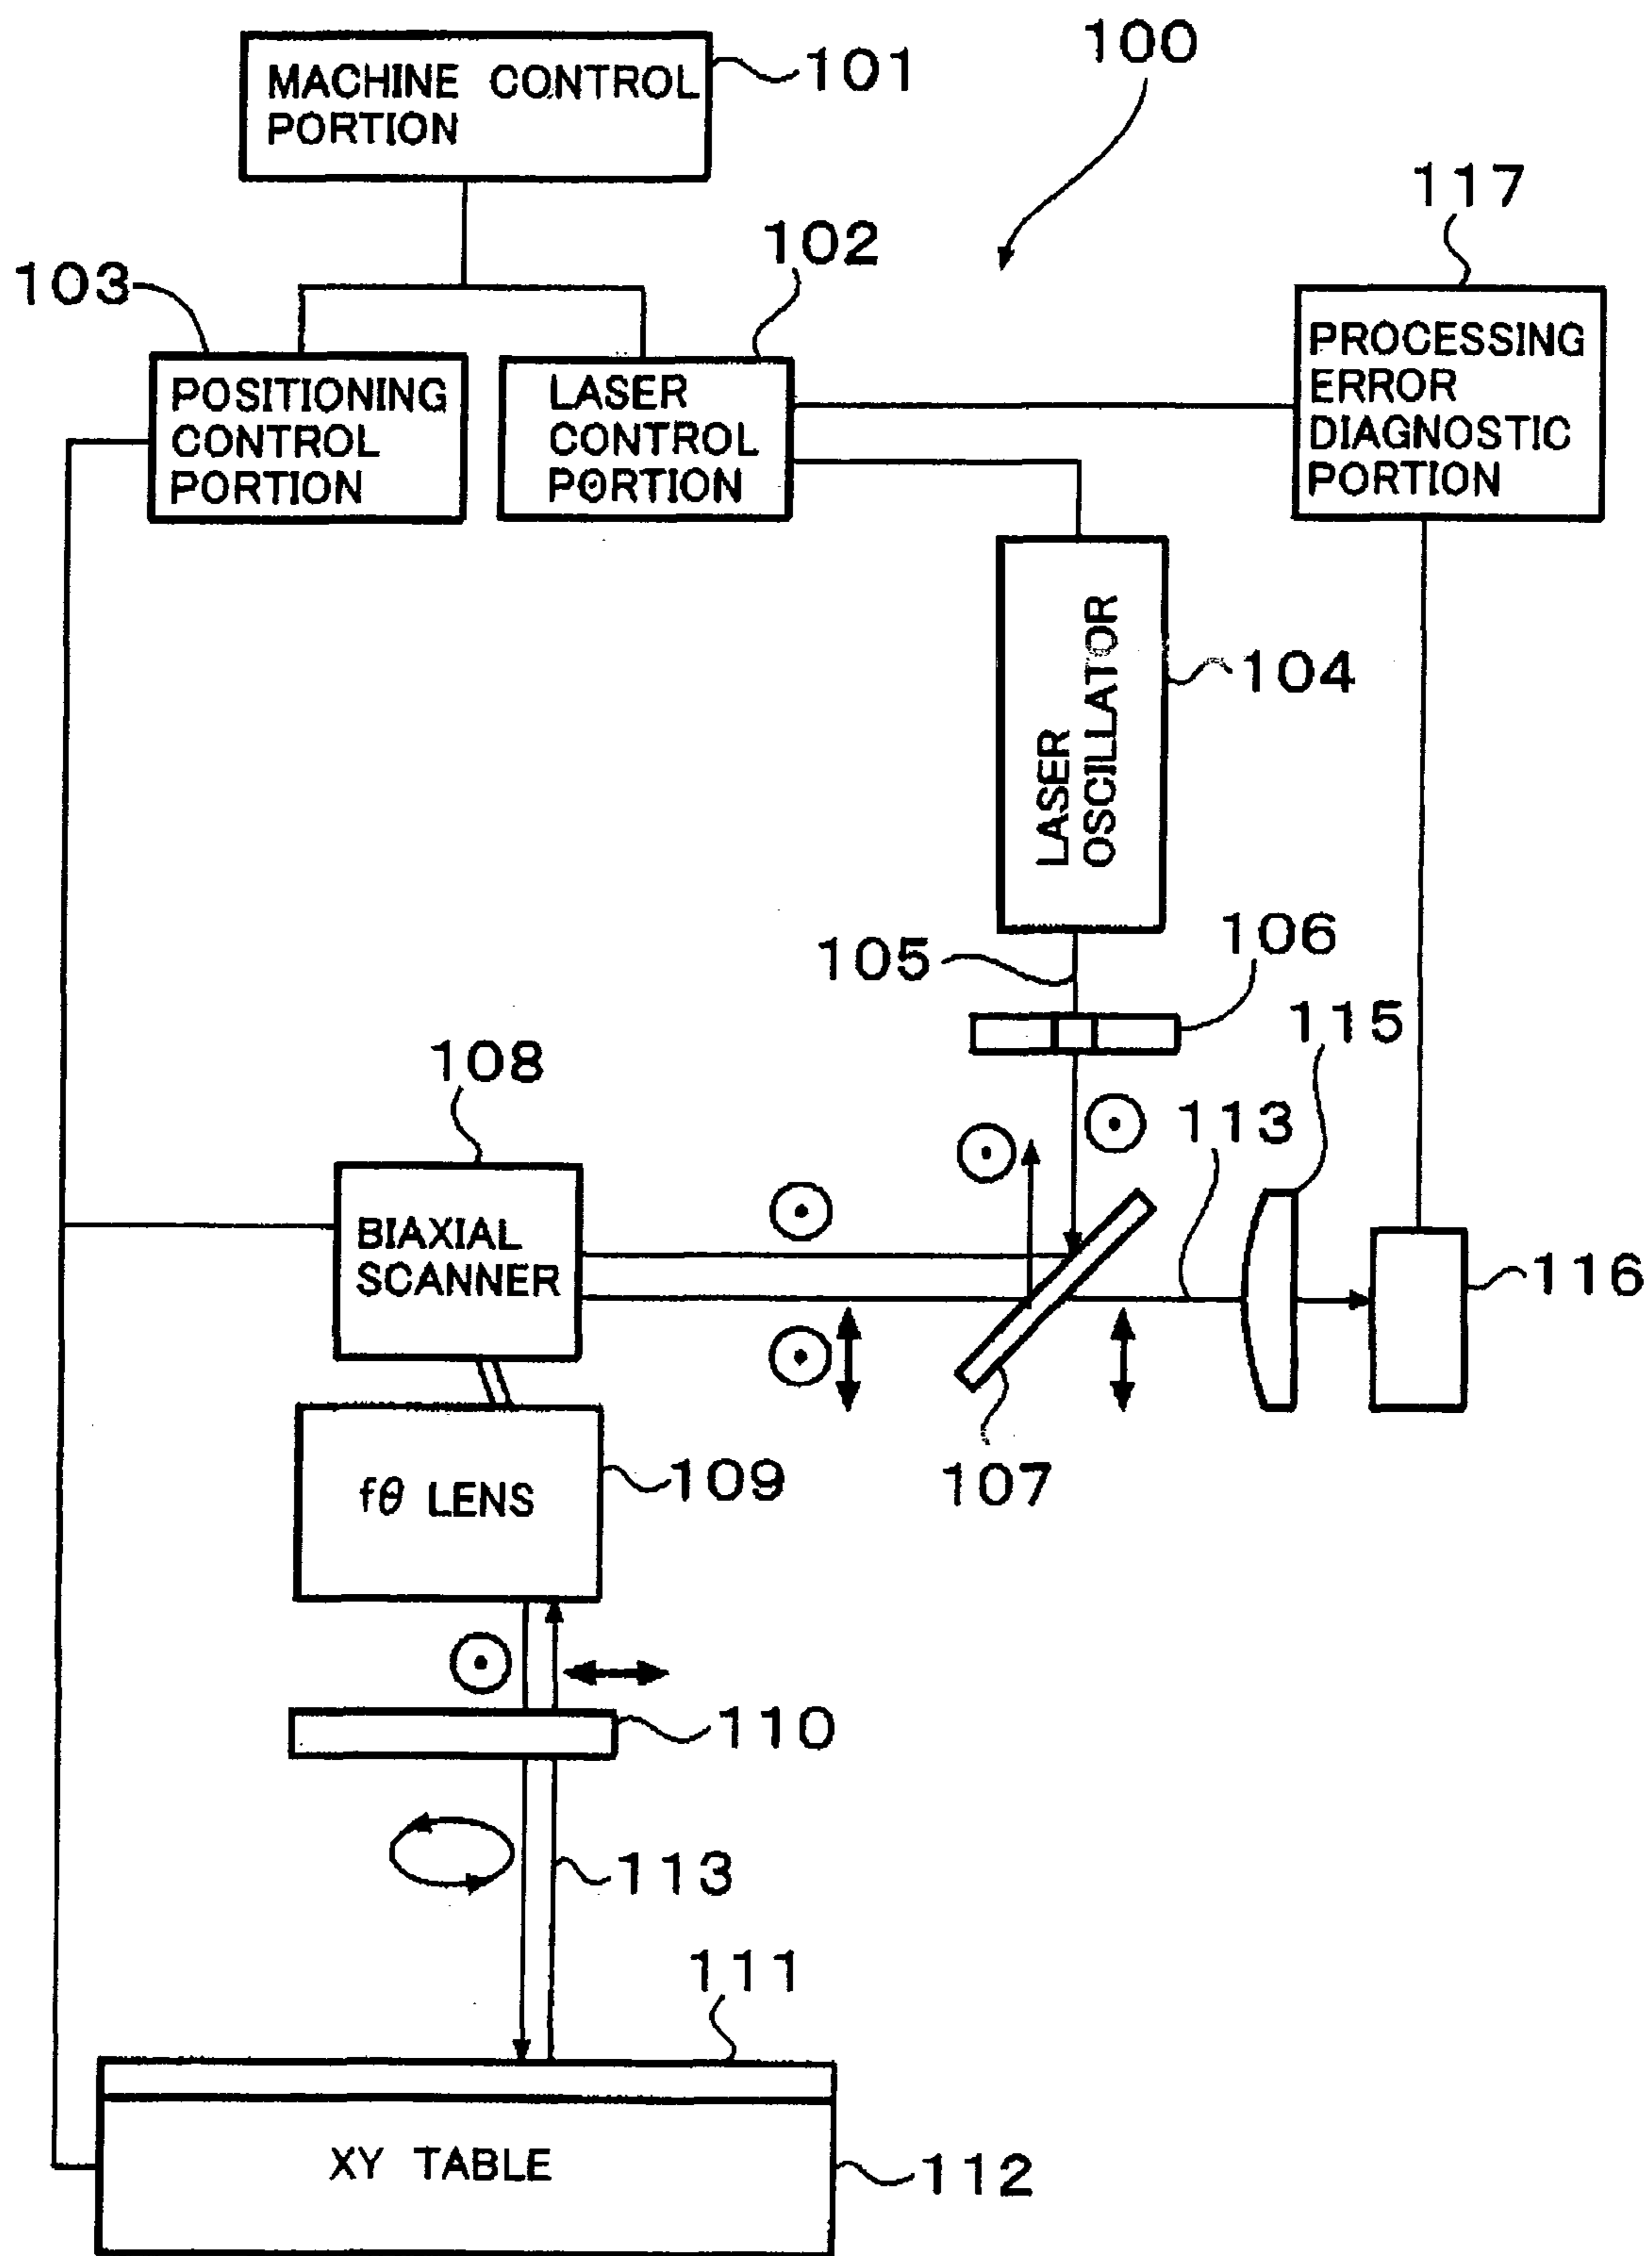 100
MACHINE CONTROL
PORTION
101
117
102
103
POSITIONING
CONTROL
PORTION
LASER
CONTROL
PORTION
PROCESSING
ERROR
DIAGNOSTIC
PORTION
LASER
OSCILLATOR
104
105
106
115
108
113
BIAXIAL
SCANNER
116
107
fθ LENS
109
110
113
111
XY TABLE
112